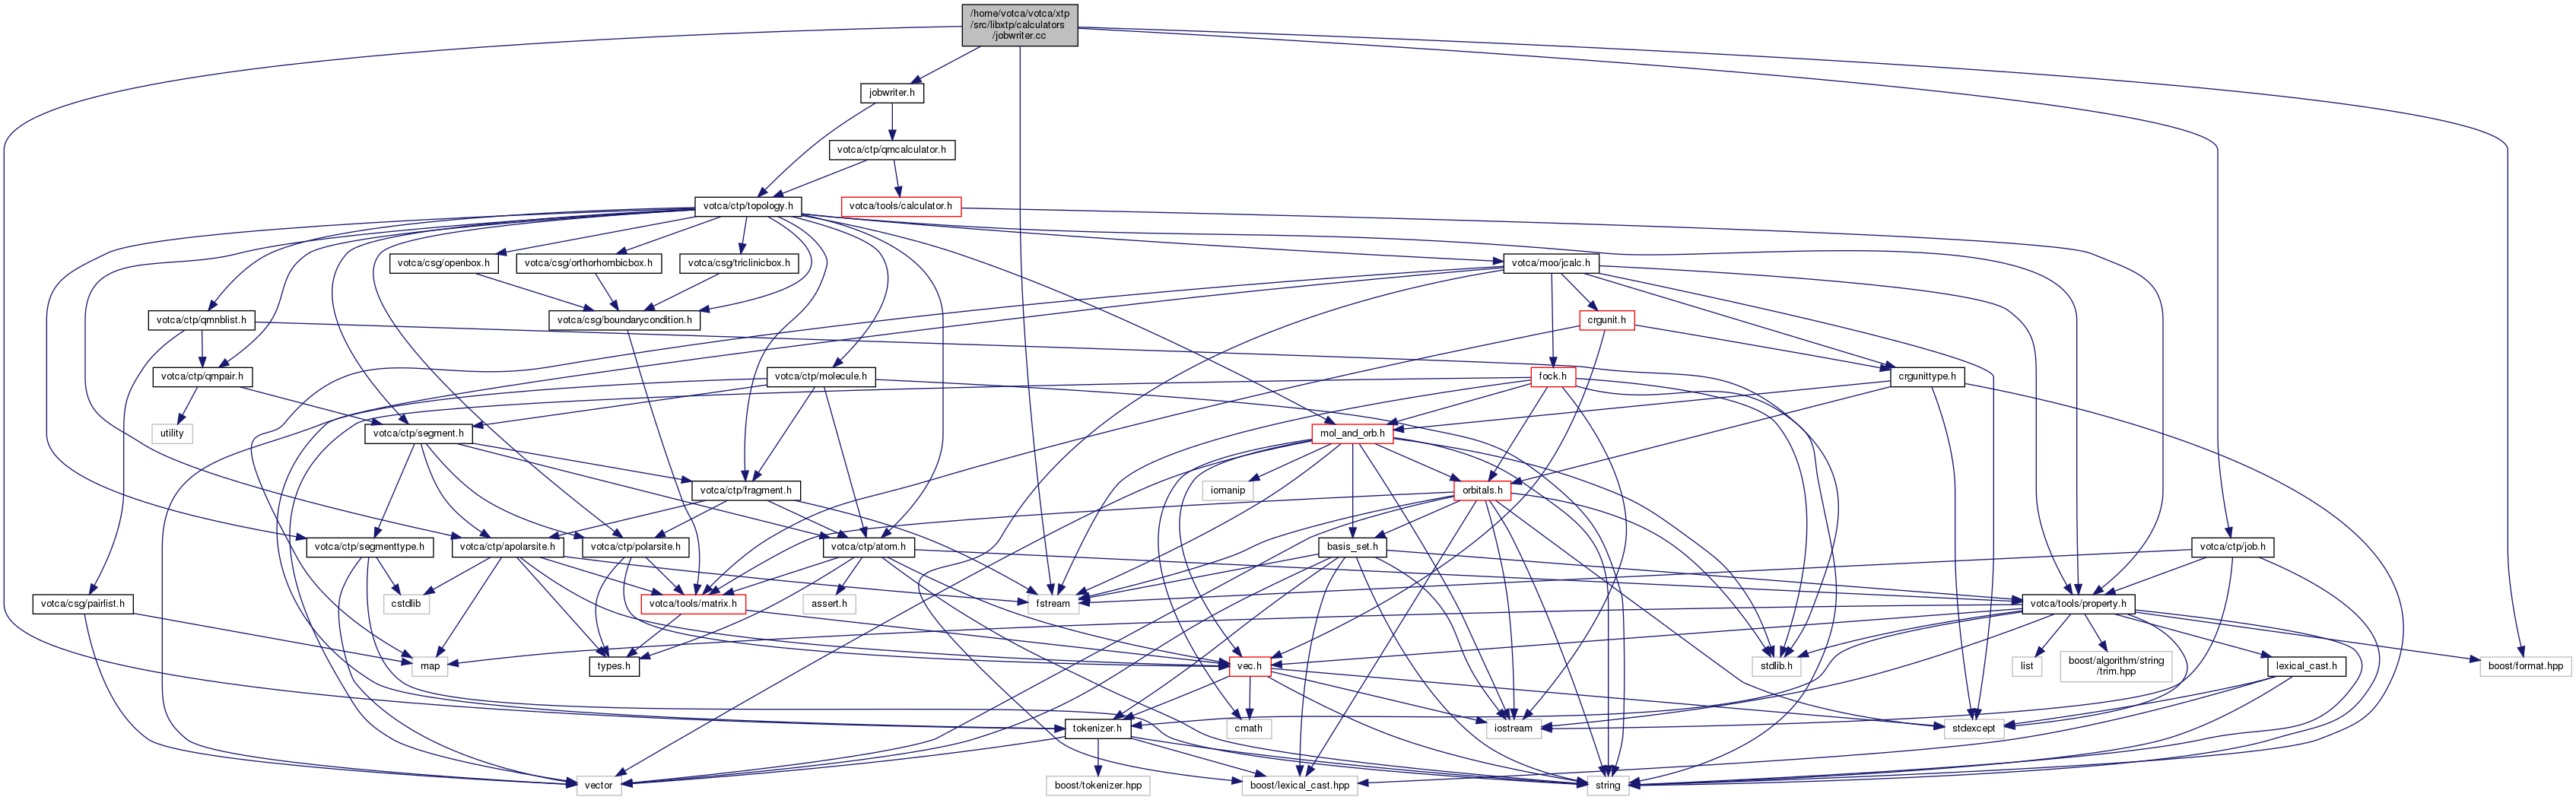 /home/votca/votca/xtp
/src/libxtp/calculators
/jobwriter.cc
jobwriter.h
votca/ctp/qmcalculator.h
votca/ctp/topology.h
votca/tools/calculator.h
votca/csg/openbox.h
votca/csg/orthorhombicbox.h
votca/csg/triclinicbox.h
votca/moo/jcalc.h
votca/ctp/qmnblist.h
votca/csg/boundarycondition.h
crgunit.h
votca/ctp/qmpair.h
votca/ctp/molecule.h
fock.h
crgunittype.h
utility
votca/ctp/segment.h
mol_and_orb.h
votca/ctp/fragment.h
iomanip
orbitals.h
votca/ctp/segmenttype.h
votca/ctp/apolarsite.h
votca/ctp/polarsite.h
votca/ctp/atom.h
basis_set.h
votca/ctp/job.h
votca/csg/pairlist.h
cstdlib
votca/tools/matrix.h
assert.h
fstream
votca/tools/property.h
map
types.h
vec.h
stdlib.h
list
boost/algorithm/string
/trim.hpp
lexical_cast.h
boost/format.hpp
tokenizer.h
cmath
iostream
stdexcept
vector
boost/tokenizer.hpp
boost/lexical_cast.hpp
string